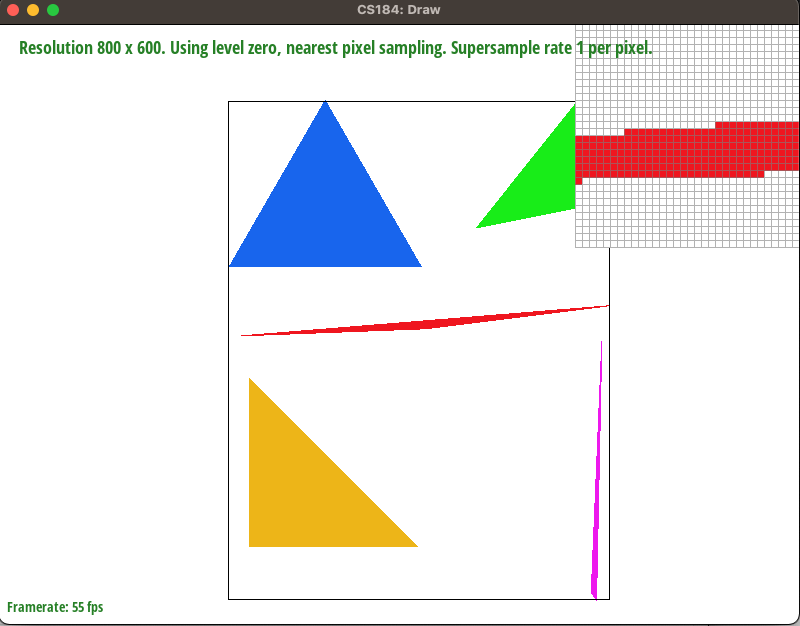 CS184: Draw
Resolution 800 x 600. Using level zero, nearest pixel sampling. Supersample rate 1 per pixel.
Framerate: 55 fps